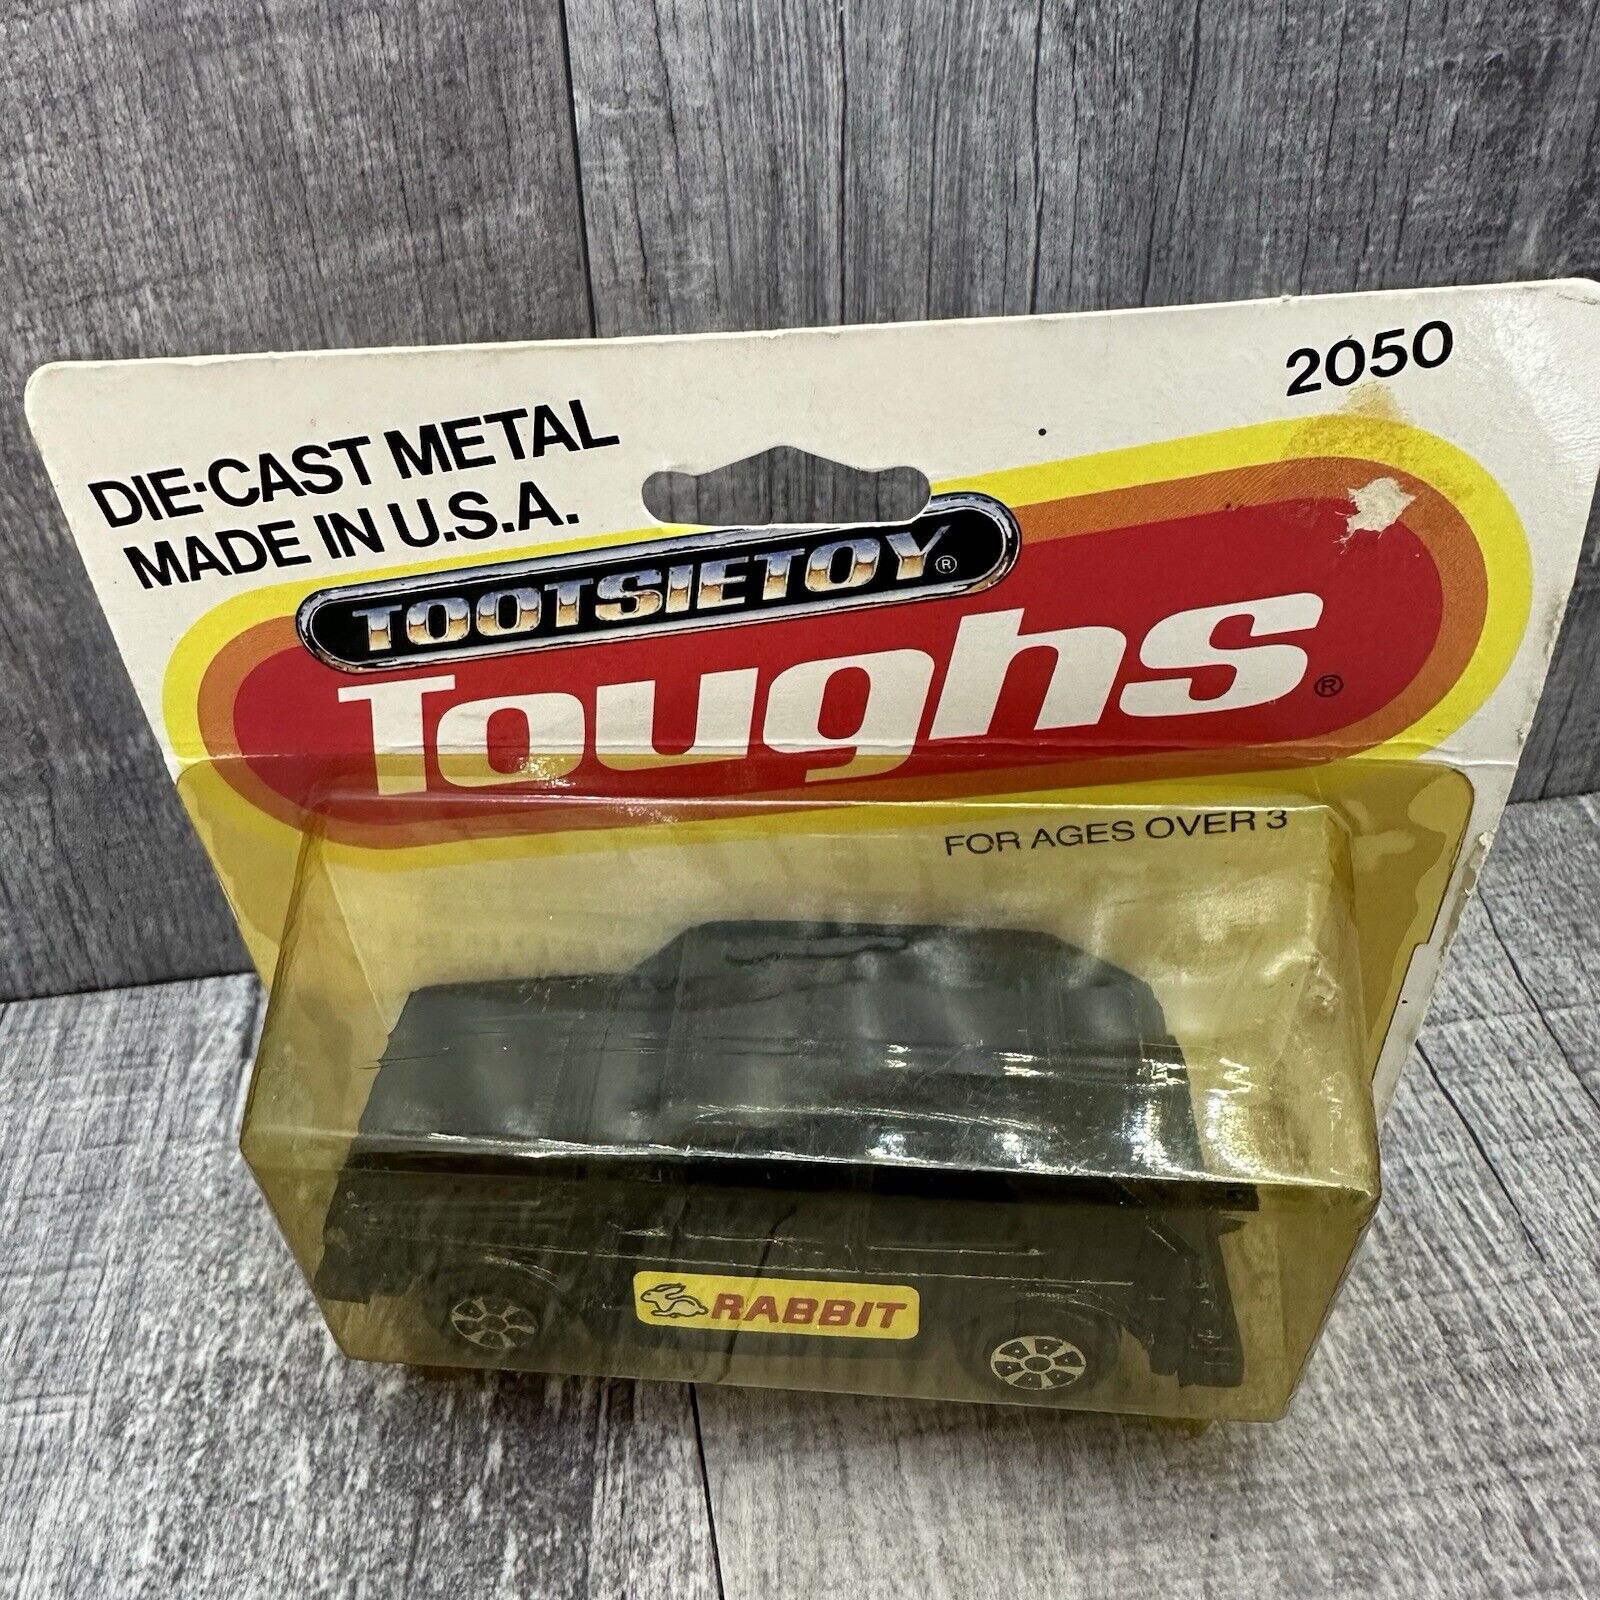 2050
DIE-CAST METAL
MADE IN U.S.A.
TOOTSIETOY®
Toughs®
FOR AGES OVER 3
RABBIT